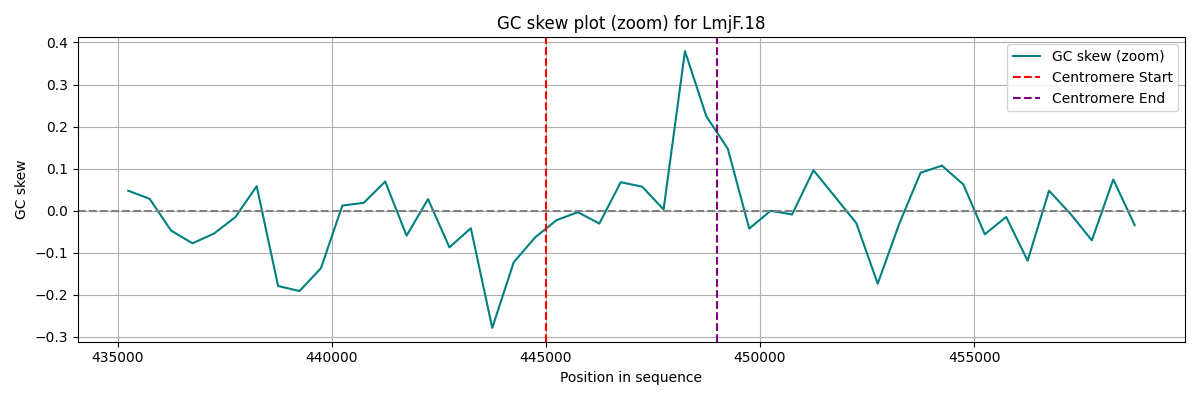 GC skew plot (zoom) for LmjF.18
GC skew
0.4
0.3
0.2
0.1
0.0
−0.1
−0.2
−0.3
GC skew (zoom)
Centromere Start
Centromere End
435000 440000 445000 450000 455000
Position in sequence